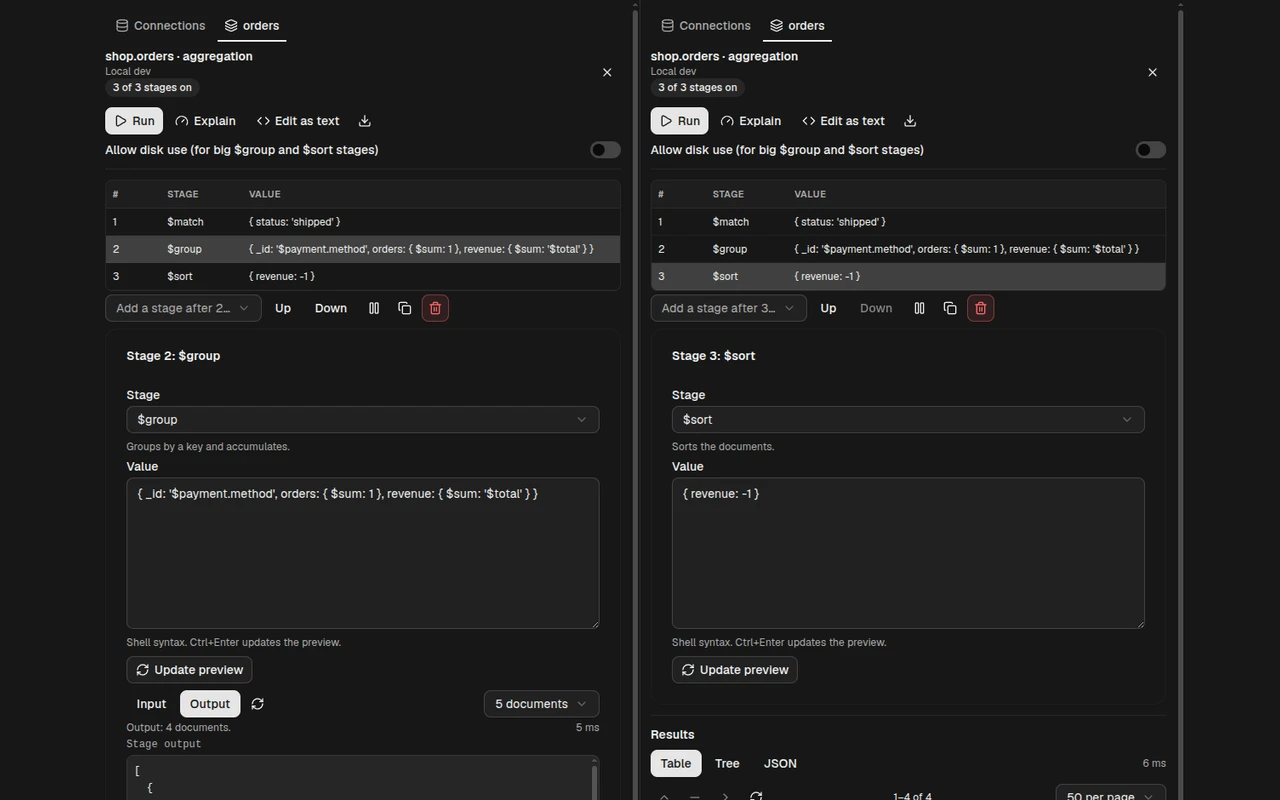 Connections orders
shop.orders · aggregation
Local dev
3 of 3 stages on
Run Explain Edit as text
Allow disk use (for big $group and $sort stages)
# STAGE VALUE
1 $match { status: 'shipped' }
2 $group { _id: '$payment.method', orders: { $sum: 1 }, revenue: { $sum: '$total' } }
3 $sort { revenue: -1 }
Add a stage after 2... Up Down
Stage 2: $group
Stage
$group
Groups by a key and accumulates.
Value
{ _id: '$payment.method', orders: { $sum: 1 }, revenue: { $sum: '$total' } }
Shell syntax. Ctrl+Enter updates the preview.
Update preview
Input Output 5 documents
Output: 4 documents. 5 ms
Stage output
[
{
Connections orders
shop.orders · aggregation
Local dev
3 of 3 stages on
Run Explain Edit as text
Allow disk use (for big $group and $sort stages)
# STAGE VALUE
1 $match { status: 'shipped' }
2 $group { _id: '$payment.method', orders: { $sum: 1 }, revenue: { $sum: '$total' } }
3 $sort { revenue: -1 }
Add a stage after 3... Up Down
Stage 3: $sort
Stage
$sort
Sorts the documents.
Value
{ revenue: -1 }
Shell syntax. Ctrl+Enter updates the preview.
Update preview
Results
Table Tree JSON 6 ms
1–4 of 4 50 per page